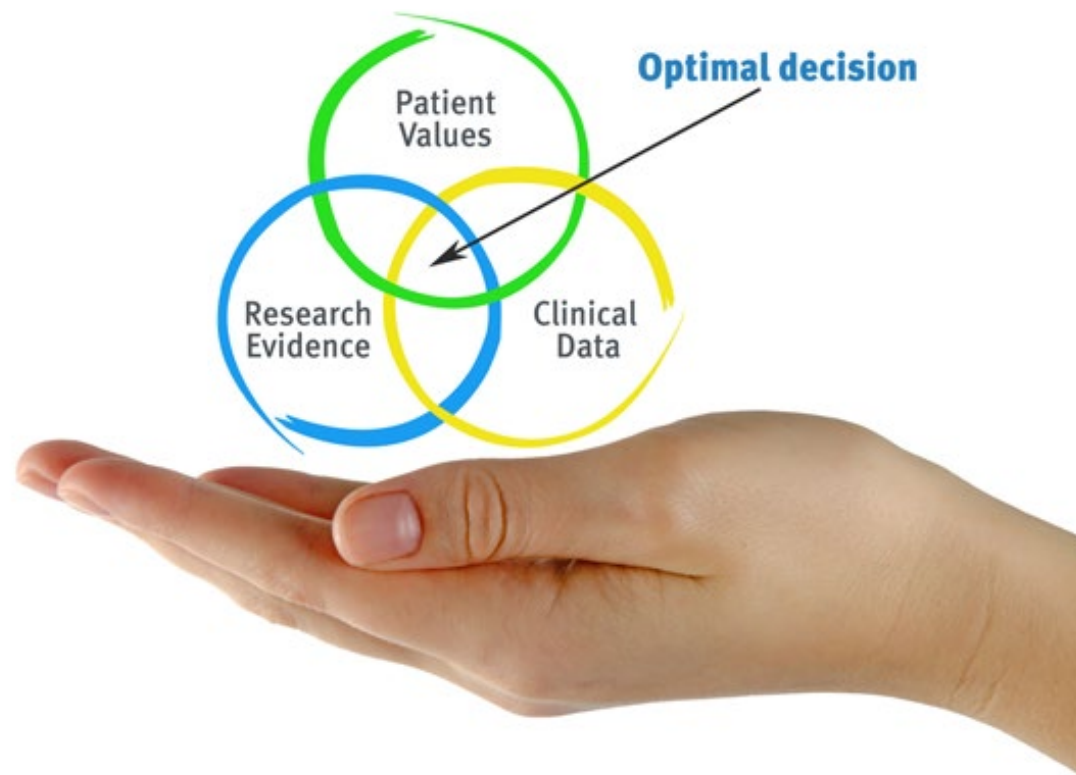 Optimal decision
Patient
Values
Research
Evidence
Clinical
Data